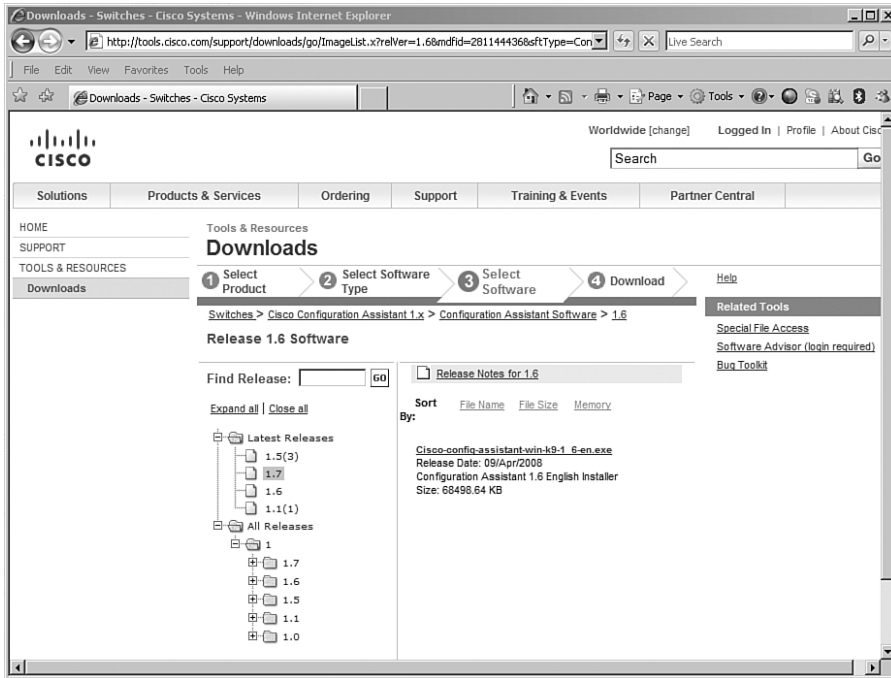 Downloads - Switches - Cisco Systems - Windows Internet Explorer
http://tools.cisco.com/support/downloads/go/ImageList.x?relVer=1.6&mdfid=281144436&sftType=Con
Live Search
File Edit View Favorites Tools Help
Downloads - Switches - Cisco Systems
Page Tools
Worldwide [change] Logged In | Profile | About Cisc
CISCO
Search Go
Solutions Products & Services Ordering Support Training & Events Partner Central
HOME
SUPPORT
TOOLS & RESOURCES
Downloads
Tools & Resources
Downloads
1 Select Product
2 Select Software Type
3 Select Software
4 Download
Switches > Cisco Configuration Assistant 1.x > Configuration Assistant Software > 1.6
Release 1.6 Software
Find Release: GO
Expand all | Close all
Latest Releases
1.5(3)
1.7
1.6
1.1(1)
All Releases
1
1.7
1.6
1.5
1.1
1.0
Release Notes for 1.6
Sort By: File Name File Size Memory
Cisco-config-assistant-win-k9-1_6-en.exe
Release Date: 09/Apr/2008
Configuration Assistant 1.6 English Installer
Size: 68498.64 KB
Help
Related Tools
Special File Access
Software Advisor (login required)
Bug Toolkit